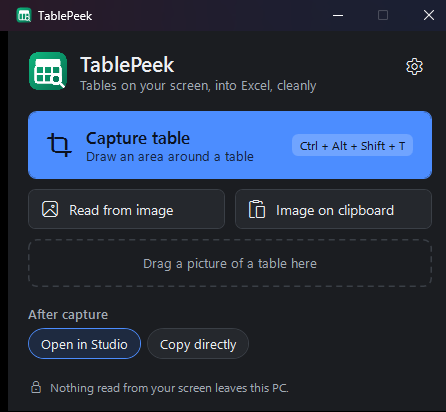 TablePeek
TablePeek
Tables on your screen, into Excel, cleanly
Capture table
Draw an area around a table
Ctrl + Alt + Shift + T
Read from image
Image on clipboard
Drag a picture of a table here
After capture
Open in Studio
Copy directly
Nothing read from your screen leaves this PC.